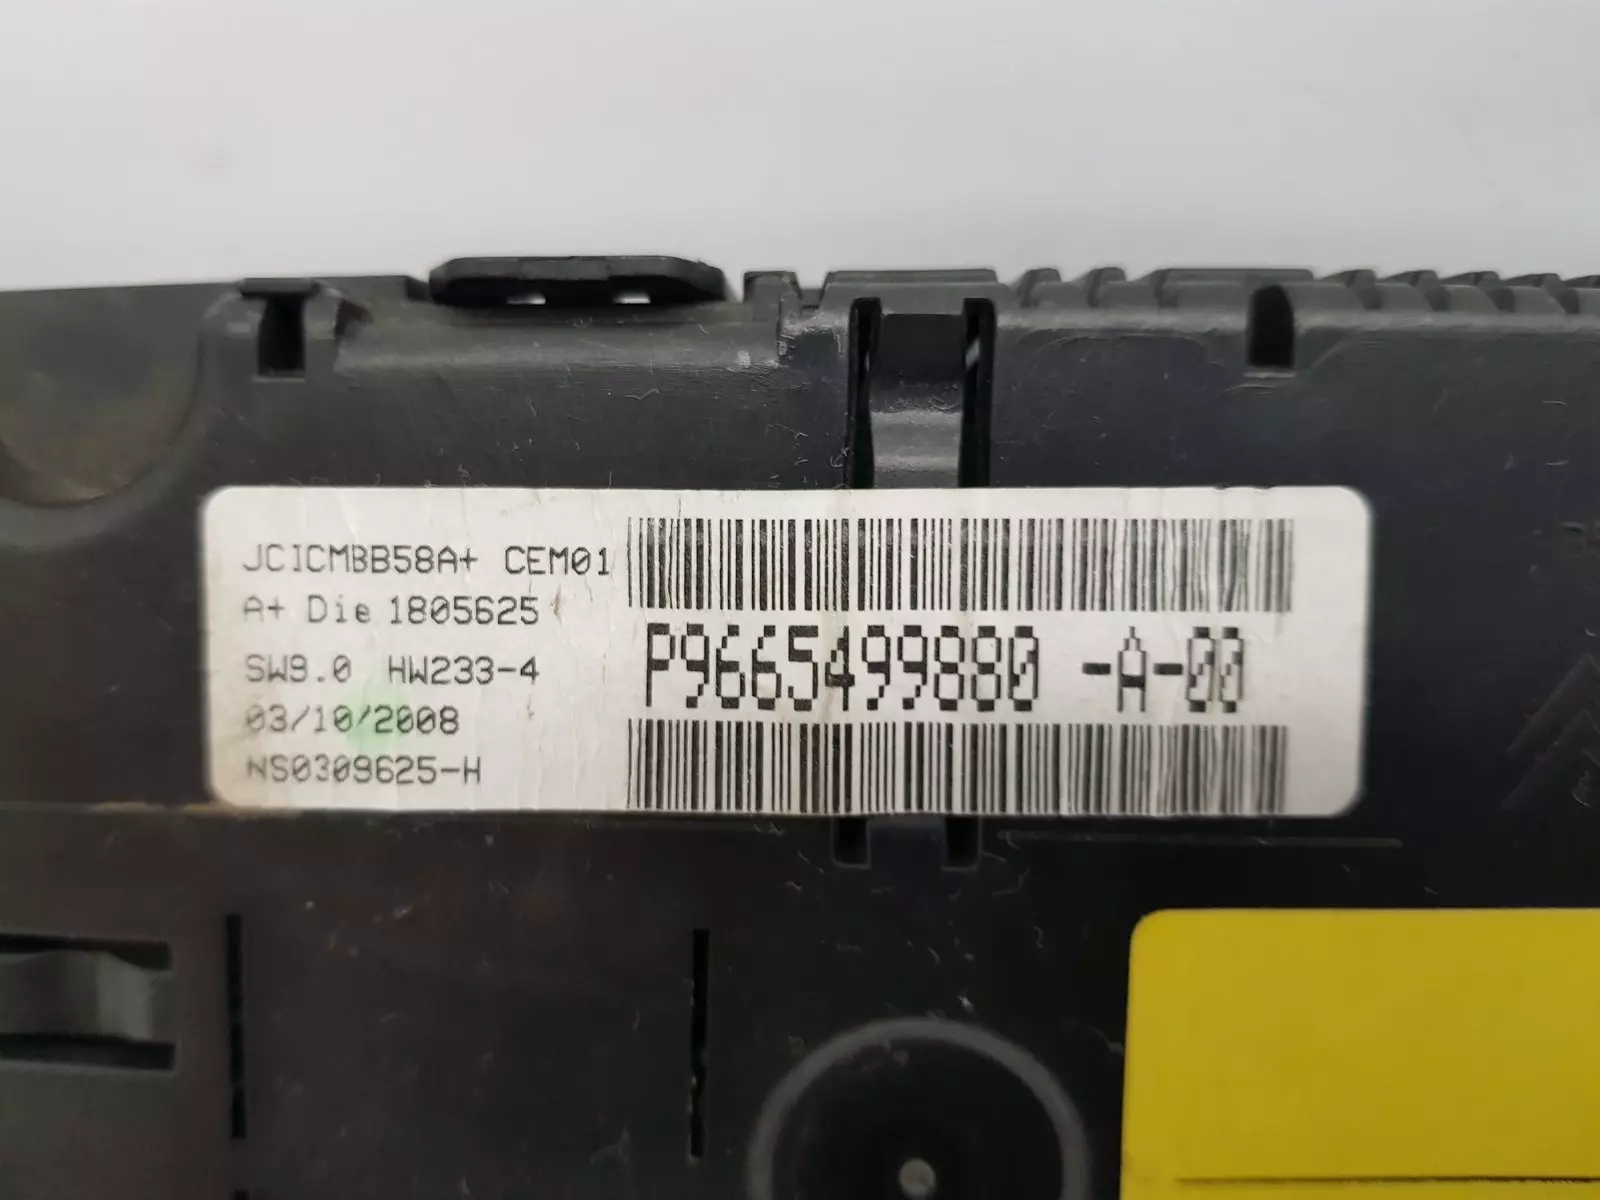 JCICMBB58A+ CEM01
A+ Die 1805625
SW9.0 HW233-4
03/10/2008
NS0309625-H
P9665499880 -A-00